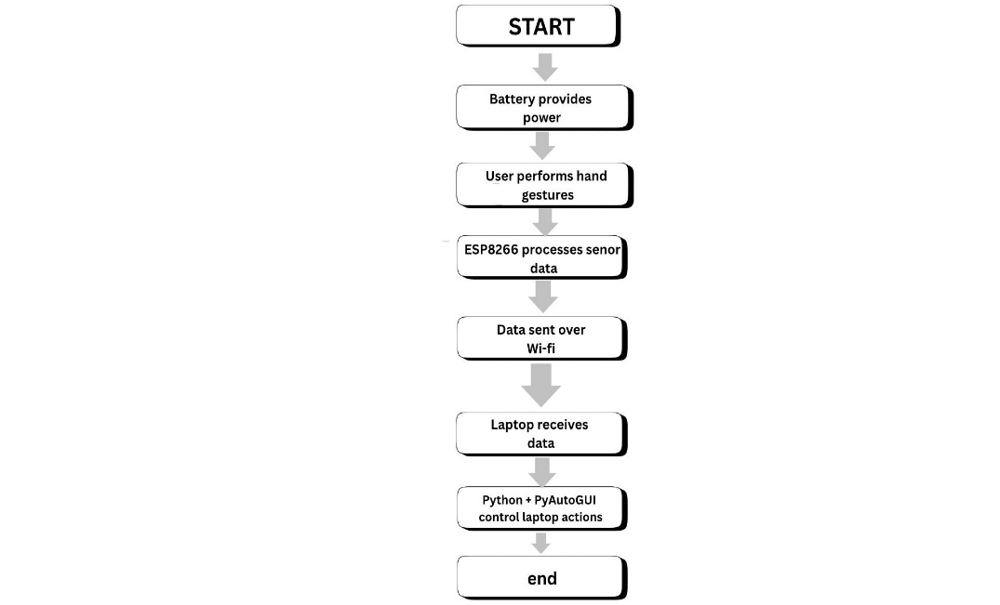 START
Battery provides
power
User performs hand
gestures
ESP8266 processes senor
data
Data sent over
Wi-fi
Laptop receives
data
Python + PyAutoGUI
control laptop actions
end